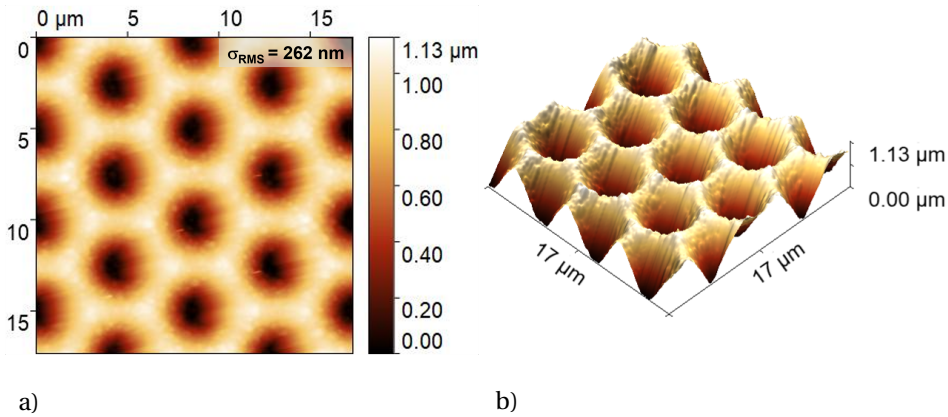 0 µm 5 10 15
0
5
10
15
σRMS = 262 nm
1.13 µm
1.00
0.80
0.60
0.40
0.20
0.00
1.13 µm
0.00 µm
17 µm
17 µm
a)
b)